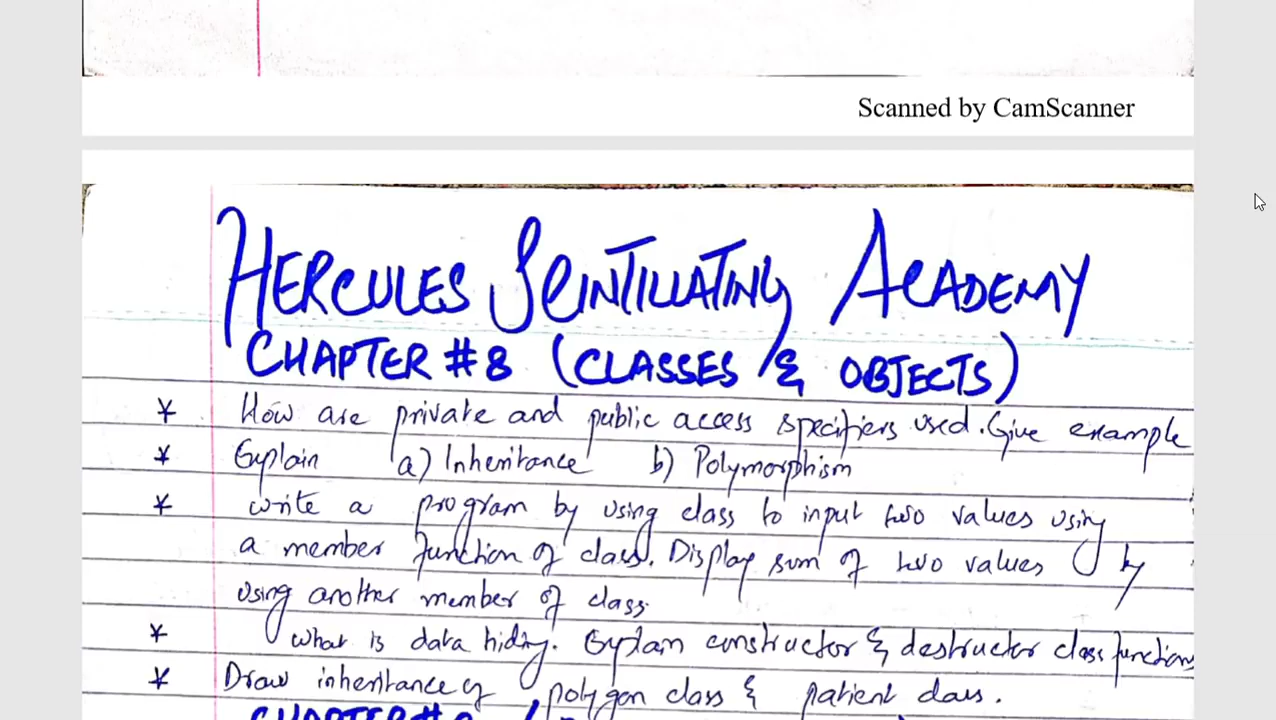 Scanned by CamScanner
HERCULES SCINTILLATING ACADEMY
CHAPTER #8 (CLASSES & OBJECTS)
¥ How are private and public access specifiers used. Give example
¥ Explain a) Inheritance b) Polymorphism
¥ write a program by using class to input two values using
a member function of class. Display sum of two values by
using another member of class.
¥ what is data hiding. Explain constructor & destructor class functions
¥ Draw inheritance of polygon class & patient class.
CHAPTER #